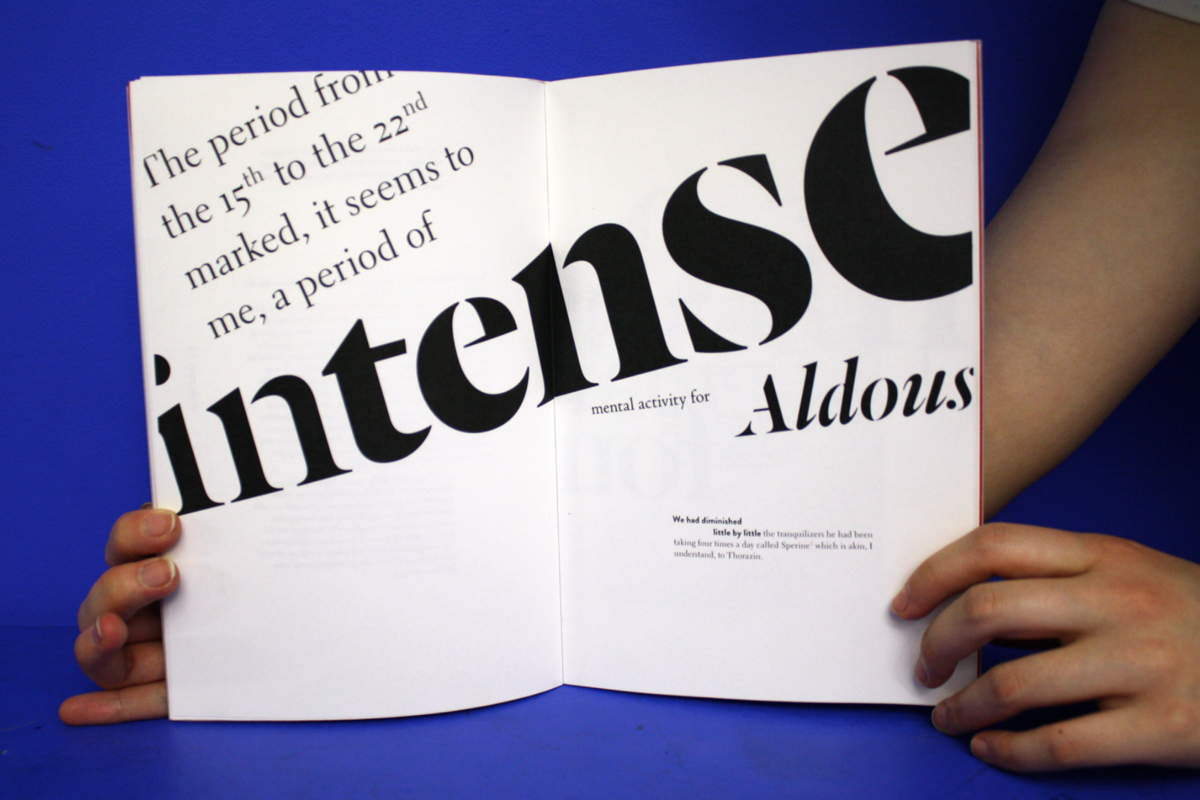 The period from
the 15th to the 22nd
marked, it seems to
me, a period of
intense
mental activity for
Aldous
We had diminished
little by little the tranquilizers he had been
taking four times a day called Sperine² which is akin, I
understand, to Thorazin.